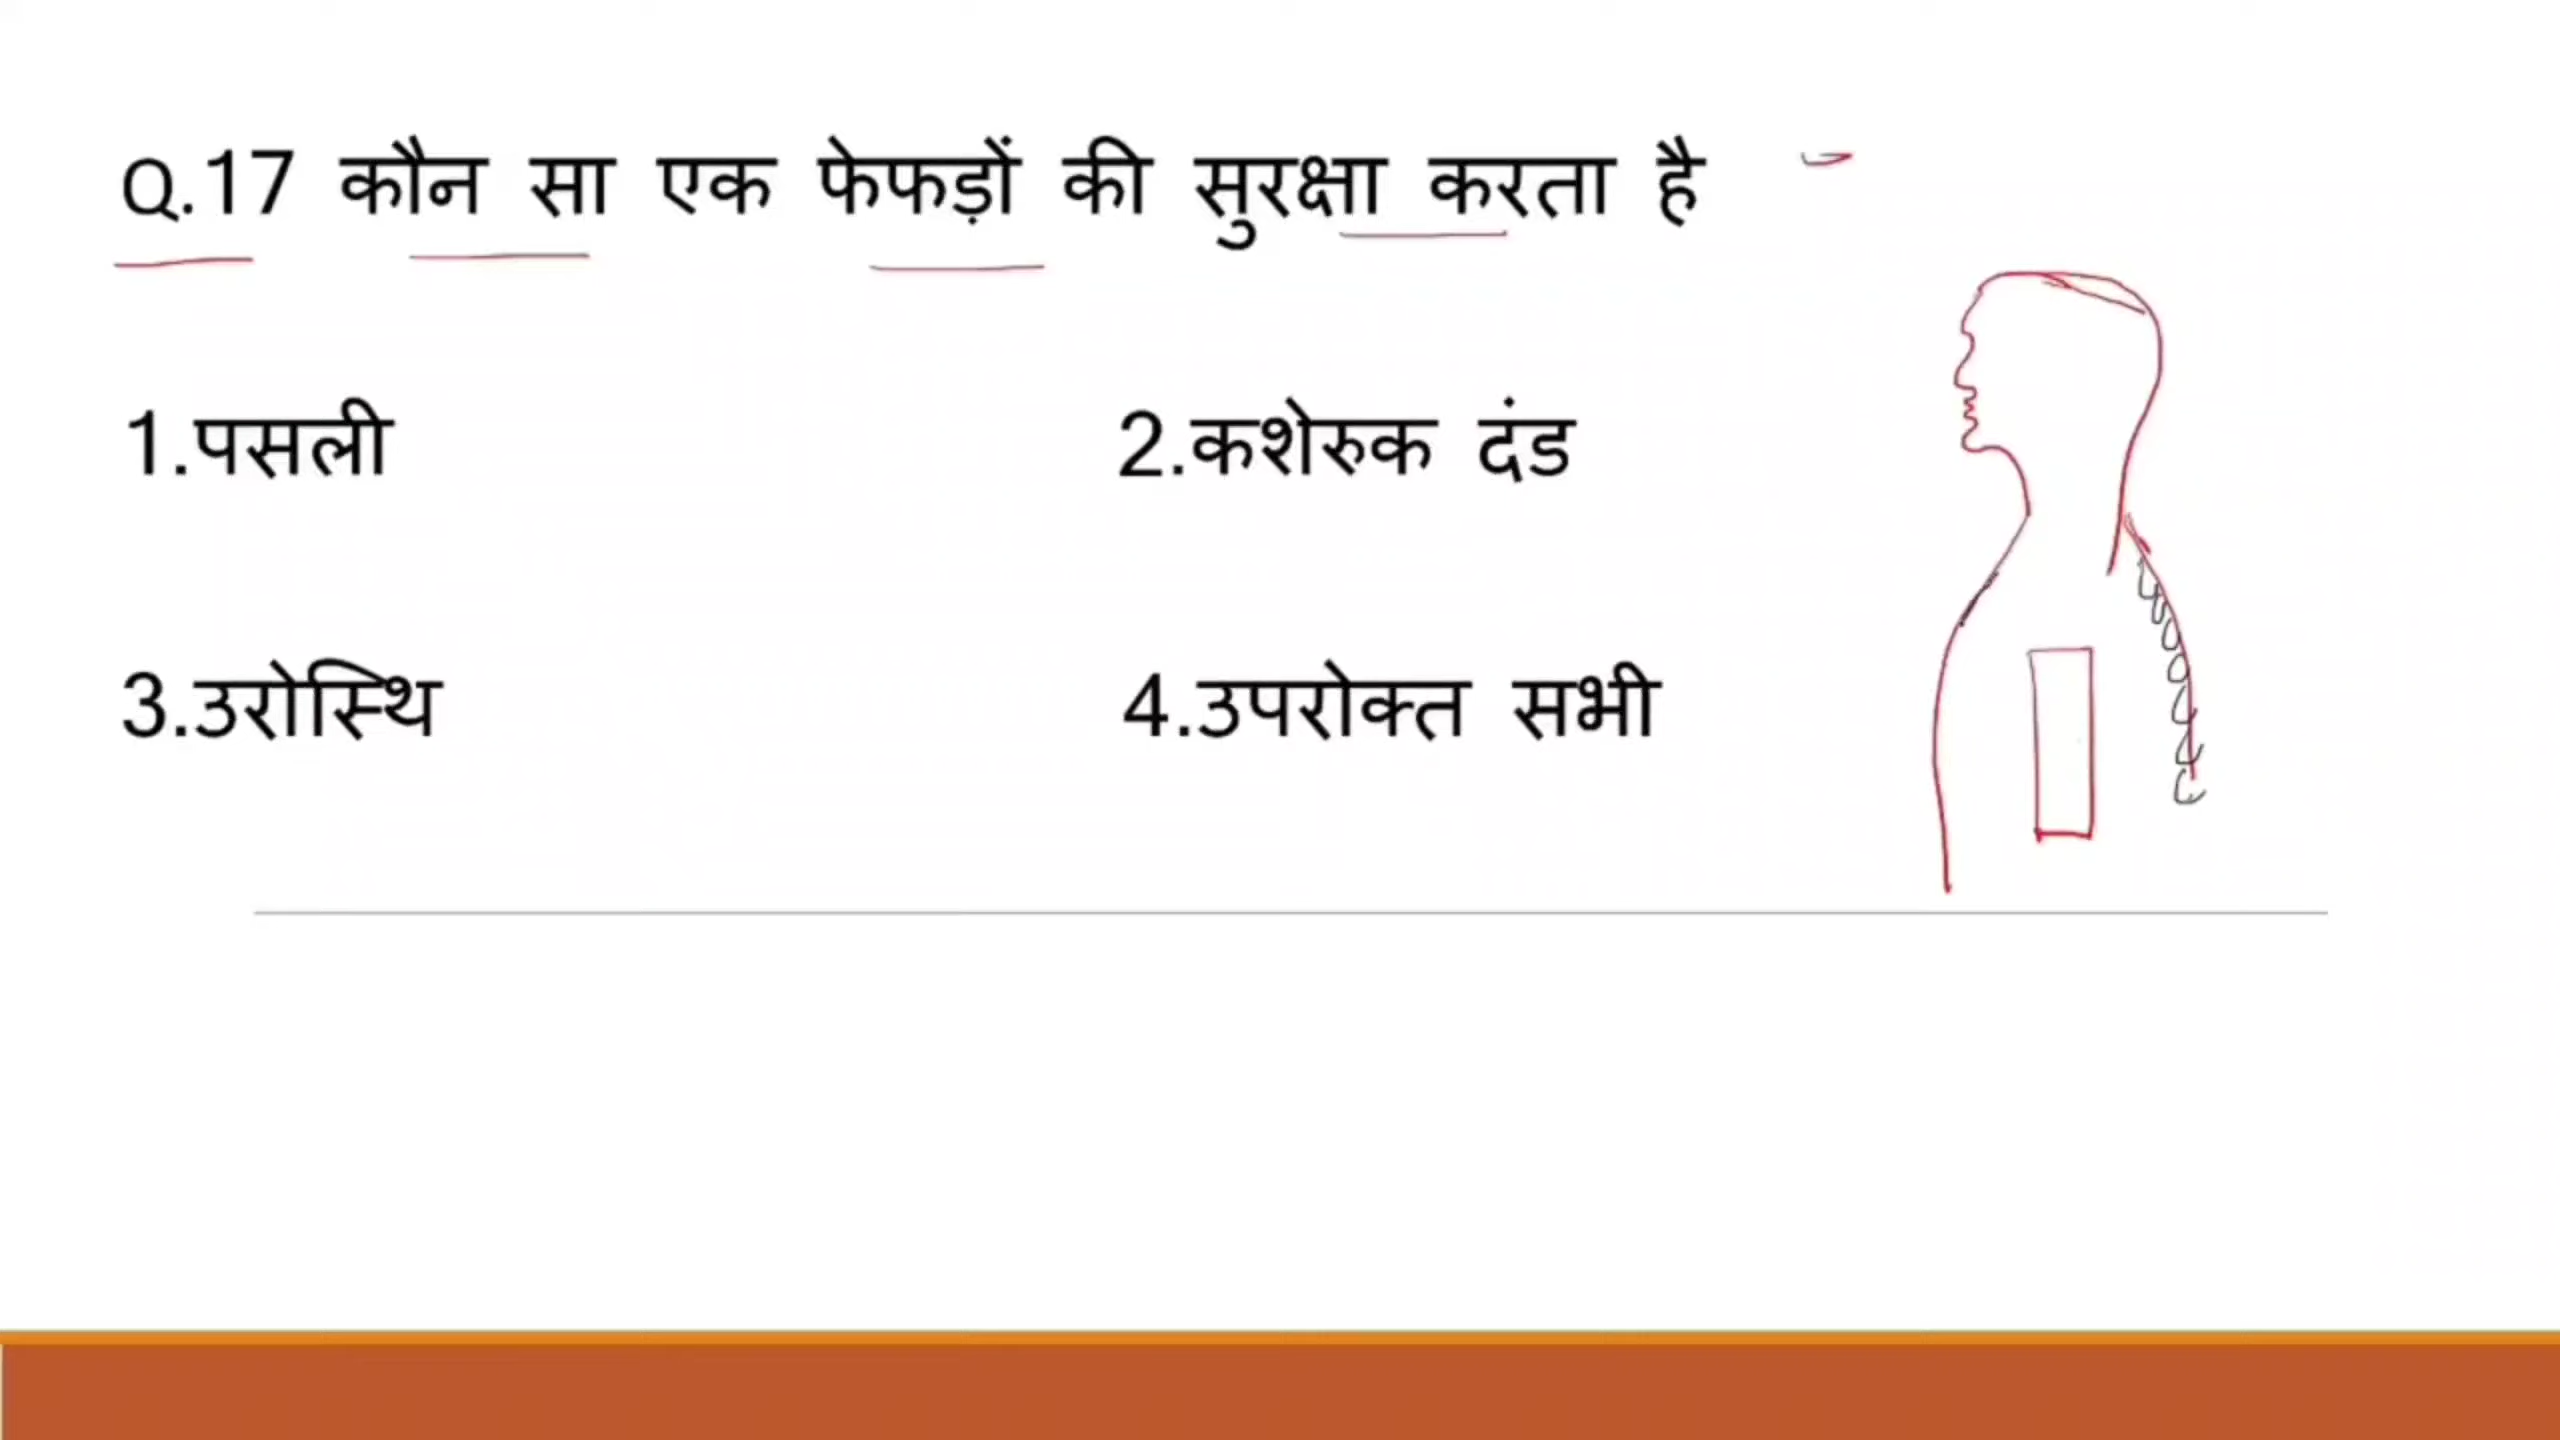 Q.17 कौन सा एक फेफड़ों की सुरक्षा करता है
1.पसली 2.कशेरुक दंड
3.उरोस्थि 4.उपरोक्त सभी